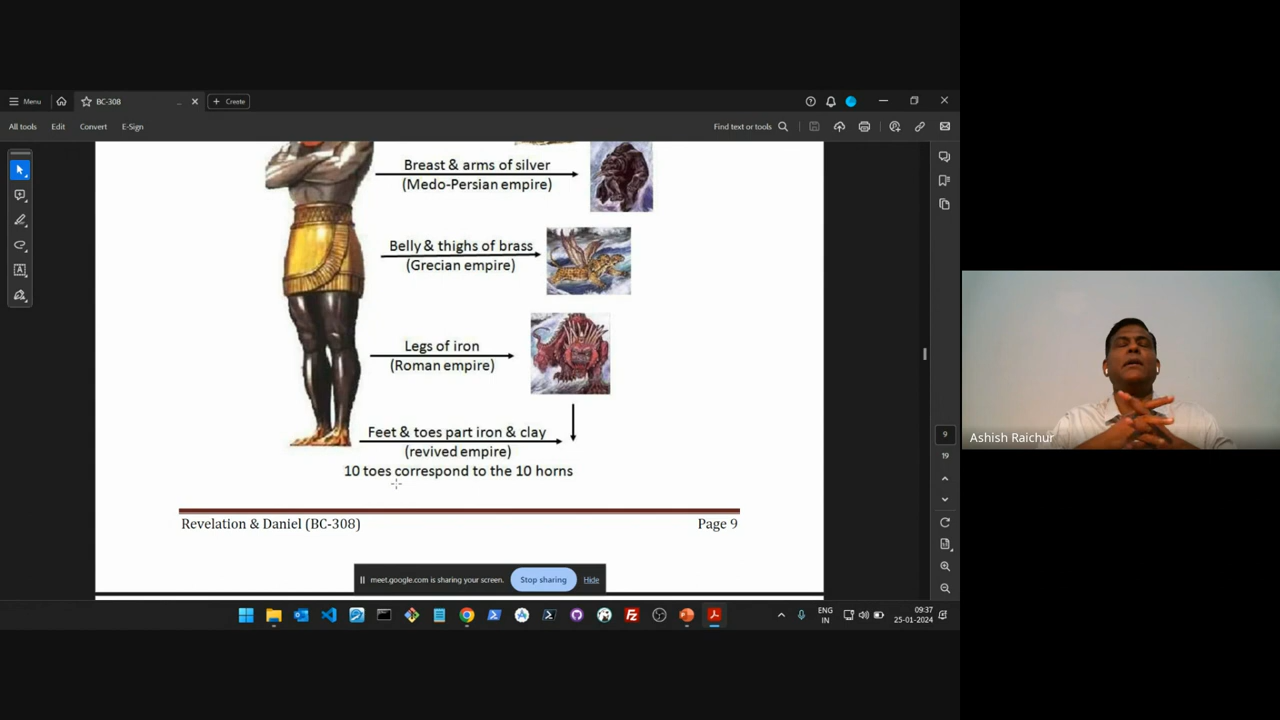 Menu
BC-308
Create
All tools
Edit
Convert
E-Sign
Find text or tools
Breast & arms of silver
(Medo-Persian empire)
Belly & thighs of brass
(Grecian empire)
Legs of iron
(Roman empire)
Feet & toes part iron & clay
(revived empire)
10 toes correspond to the 10 horns
Revelation & Daniel (BC-308)
Page 9
9
19
meet.google.com is sharing your screen.
Stop sharing
Hide
ENG
IN
09:37
25-01-2024
Ashish Raichur